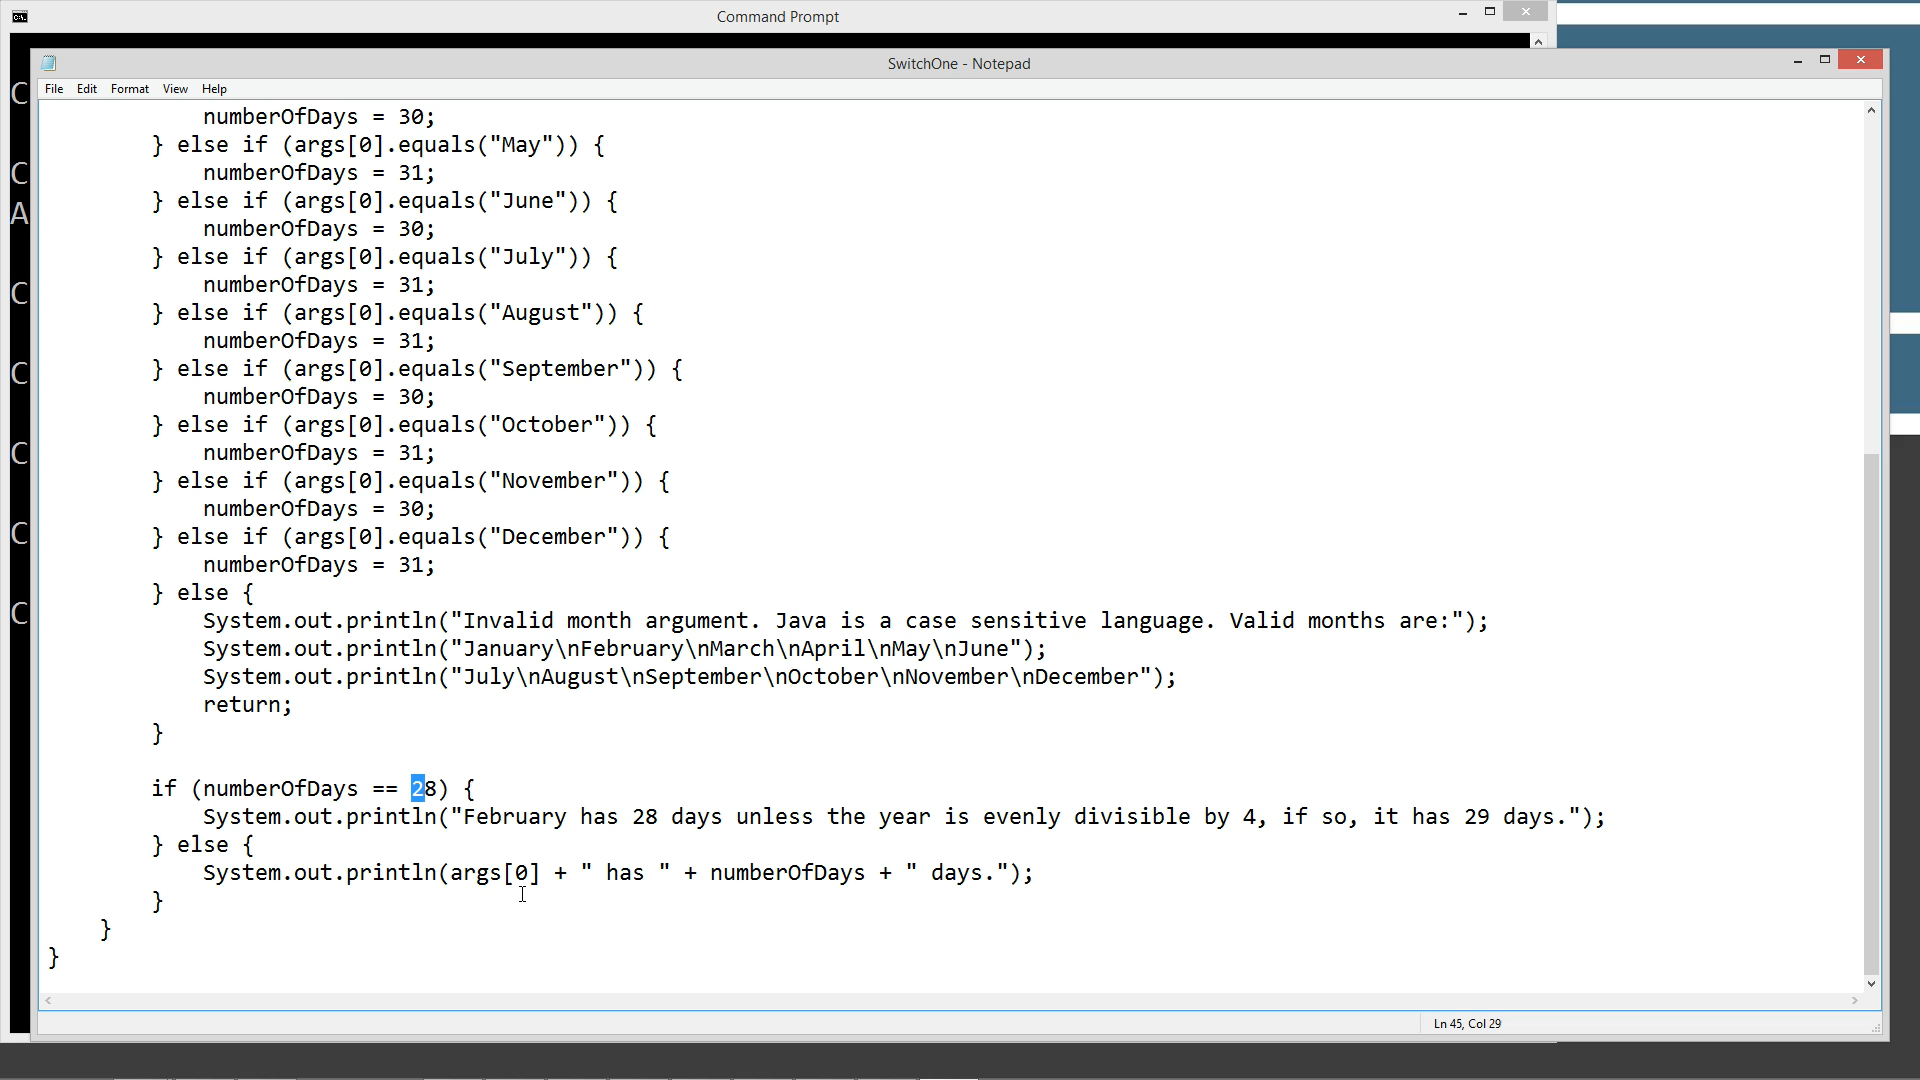 Command Prompt
SwitchOne - Notepad
File Edit Format View Help
numberOfDays = 30;
} else if (args[0].equals("May")) {
numberOfDays = 31;
} else if (args[0].equals("June")) {
numberOfDays = 30;
} else if (args[0].equals("July")) {
numberOfDays = 31;
} else if (args[0].equals("August")) {
numberOfDays = 31;
} else if (args[0].equals("September")) {
numberOfDays = 30;
} else if (args[0].equals("October")) {
numberOfDays = 31;
} else if (args[0].equals("November")) {
numberOfDays = 30;
} else if (args[0].equals("December")) {
numberOfDays = 31;
} else {
System.out.println("Invalid month argument. Java is a case sensitive language. Valid months are:");
System.out.println("January\nFebruary\nMarch\nApril\nMay\nJune");
System.out.println("July\nAugust\nSeptember\nOctober\nNovember\nDecember");
return;
}
if (numberOfDays == 28) {
System.out.println("February has 28 days unless the year is evenly divisible by 4, if so, it has 29 days.");
} else {
System.out.println(args[0] + " has " + numberOfDays + " days.");
}
}
}
Ln 45, Col 29
C
C
A
C
C
C
C
C